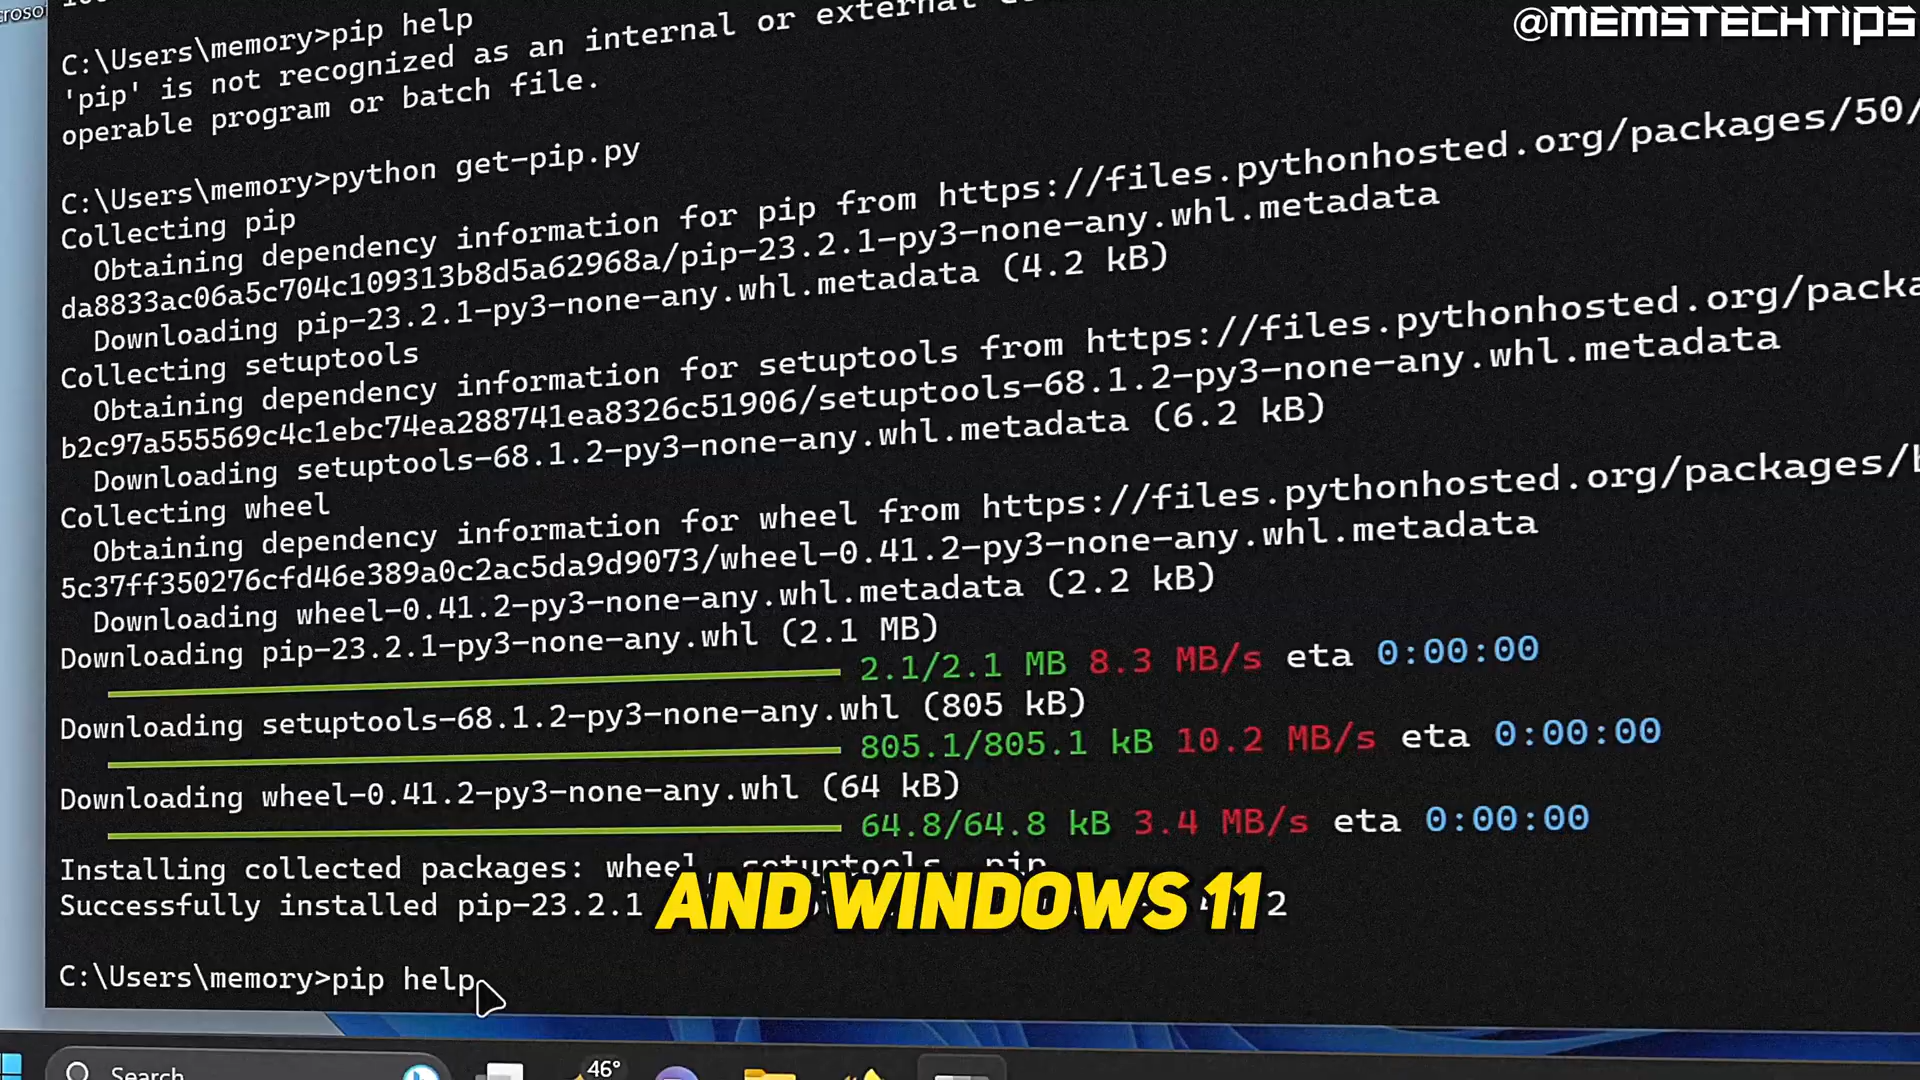 crosof
@MEMSTECHTIPS
C:\Users\memory>pip help
'pip' is not recognized as an internal or external
operable program or batch file.
C:\Users\memory>python get-pip.py
Collecting pip
Obtaining dependency information for pip from https://files.pythonhosted.org/packages/50/
da8833ac06a5c704c109313b8d5a62968a/pip-23.2.1-py3-none-any.whl.metadata
Downloading pip-23.2.1-py3-none-any.whl.metadata (4.2 kB)
Collecting setuptools
Obtaining dependency information for setuptools from https://files.pythonhosted.org/packa
b2c97a555569c4c1ebc74ea288741ea8326c51906/setuptools-68.1.2-py3-none-any.whl.metadata
Downloading setuptools-68.1.2-py3-none-any.whl.metadata (6.2 kB)
Collecting wheel
Obtaining dependency information for wheel from https://files.pythonhosted.org/packages/b
5c37ff350276cfd46e389a0c2ac5da9d9073/wheel-0.41.2-py3-none-any.whl.metadata
Downloading wheel-0.41.2-py3-none-any.whl.metadata (2.2 kB)
Downloading pip-23.2.1-py3-none-any.whl (2.1 MB)
2.1/2.1 MB 8.3 MB/s eta 0:00:00
Downloading setuptools-68.1.2-py3-none-any.whl (805 kB)
805.1/805.1 kB 10.2 MB/s eta 0:00:00
Downloading wheel-0.41.2-py3-none-any.whl (64 kB)
64.8/64.8 kB 3.4 MB/s eta 0:00:00
Installing collected packages: wheel, setuptools, pip
Successfully installed pip-23.2.1
AND WINDOWS 11
C:\Users\memory>pip help
Search
46°